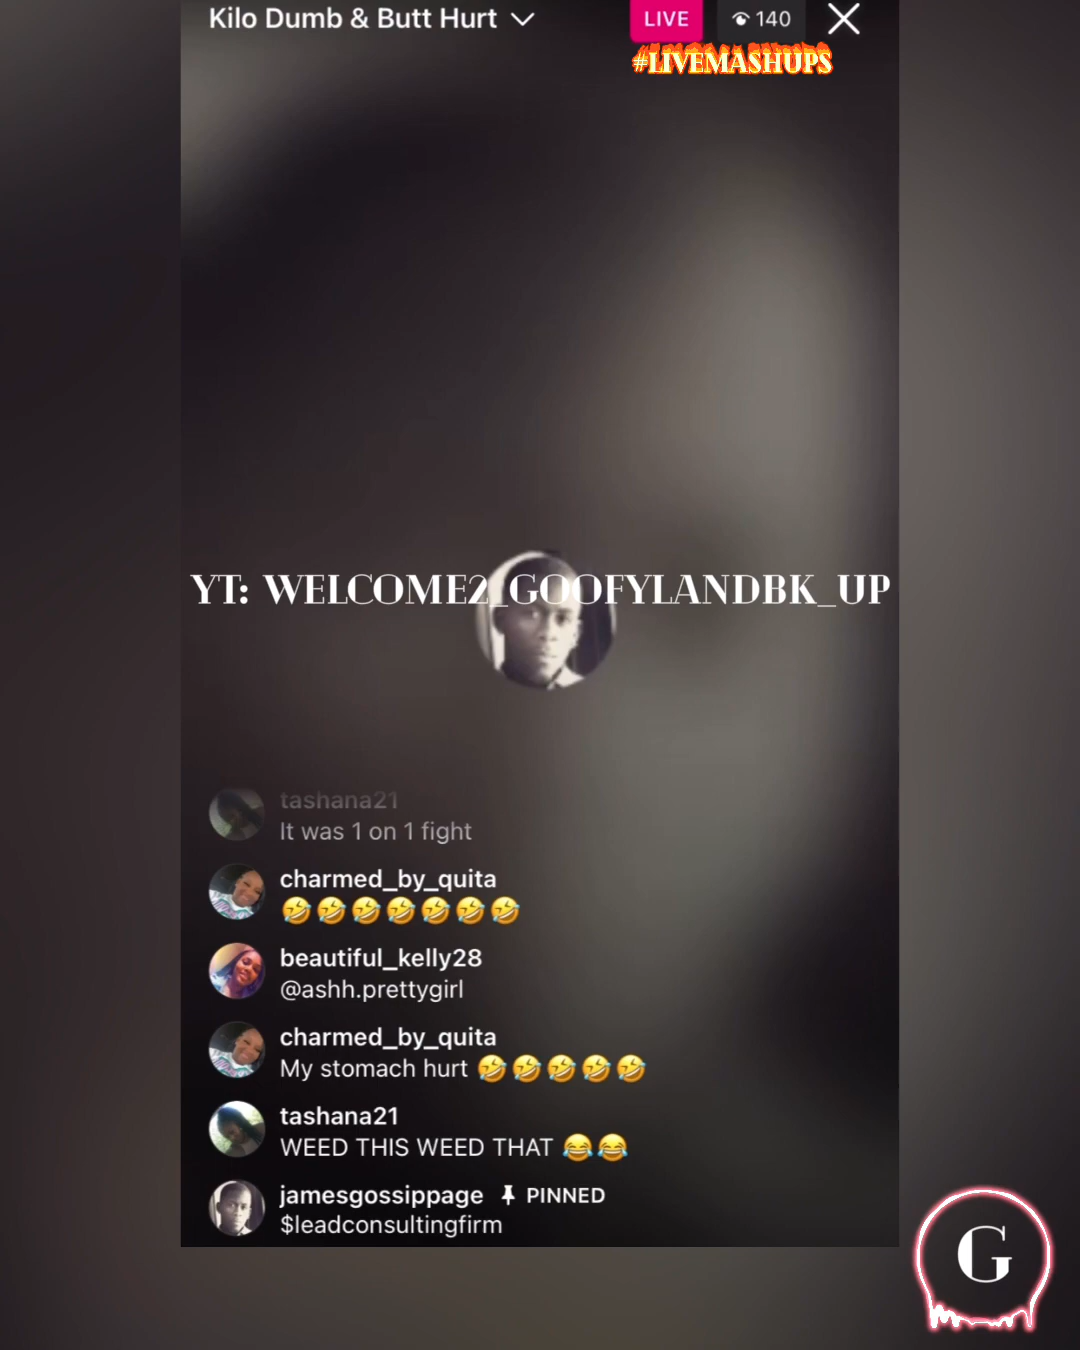 Kilo Dumb & Butt Hurt
LIVE
140
#LIVEMASHUPS
YT: WELCOME2_GOOFYLANDBK_UP
tashana21
It was 1 on 1 fight
charmed_by_quita
🤣🤣🤣🤣🤣🤣🤣
beautiful_kelly28
@ashh.prettygirl
charmed_by_quita
My stomach hurt 🤣🤣🤣🤣🤣
tashana21
WEED THIS WEED THAT 😂😂
jamesgossippage PINNED
$leadconsultingfirm
G